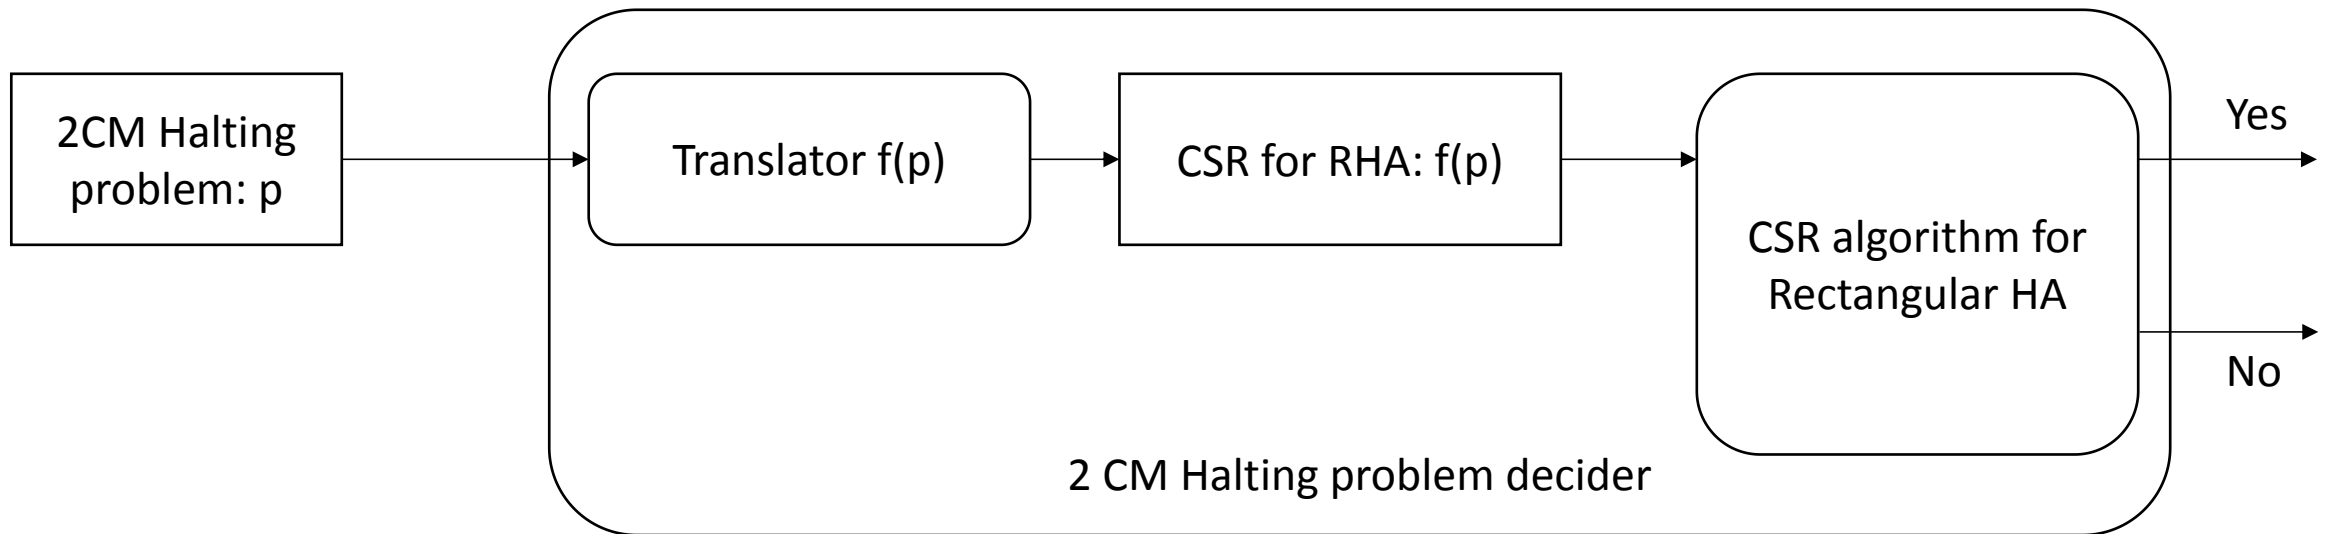 2CM Halting
problem: p
Translator f(p)
CSR for RHA: f(p)
CSR algorithm for
Rectangular HA
Yes
No
2 CM Halting problem decider